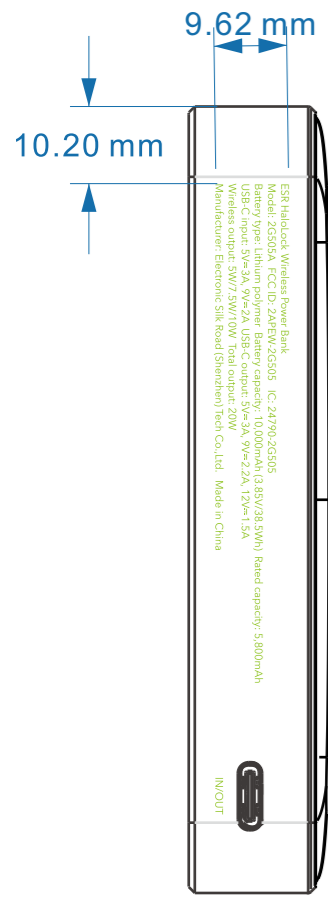 9.62 mm
10.20 mm
ESR HaloLock Wireless Power Bank
Model: 2G505A FCC ID: 2APEW-2G505 IC: 24790-2G505
Battery type: Lithium polymer Battery capacity: 10,000mAh (3.85V/38.5Wh) Rated capacity: 5,800mAh
USB-C input: 5V=3A, 9V=2A USB-C output: 5V=3A, 9V=2.2A, 12V=1.5A
Wireless output: 5W/7.5W/10W Total output: 20W
Manufacturer: Electronic Silk Road (Shenzhen) Tech Co.,Ltd. Made in China
IN/OUT